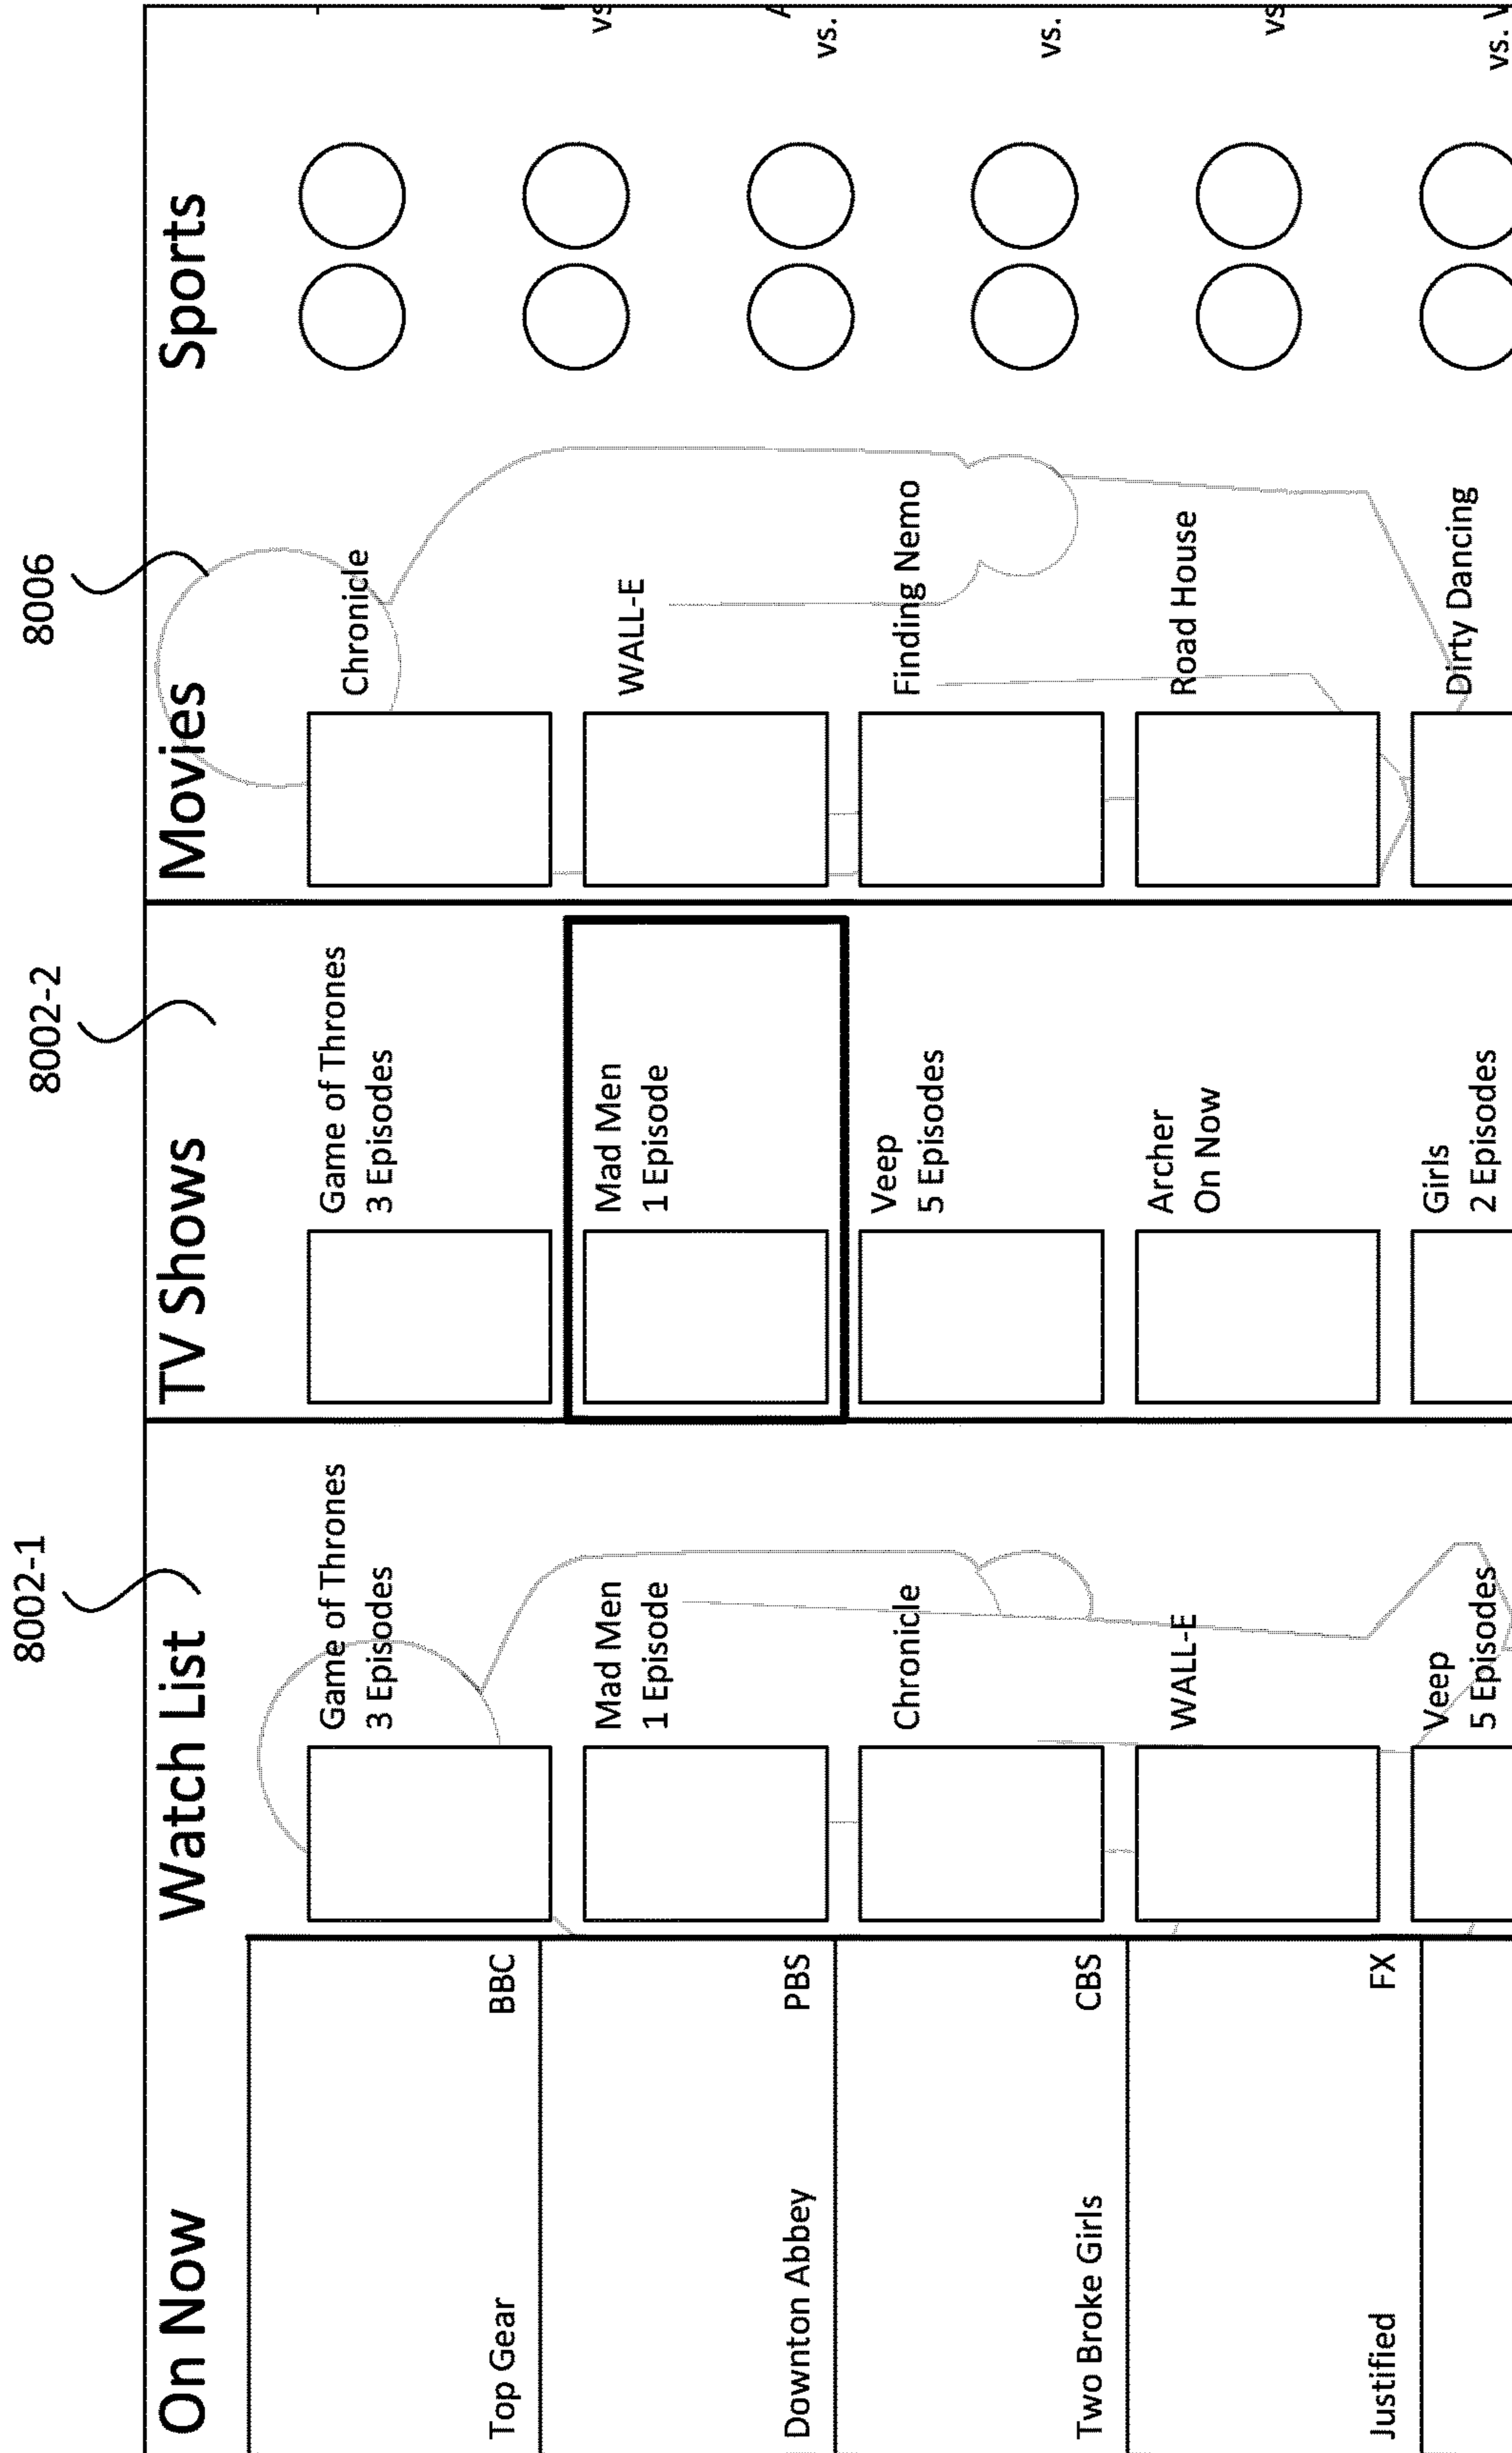 8002-1
8002-2
8006
On Now
Top Gear
BBC
Downton Abbey
PBS
Two Broke Girls
CBS
Justified
FX
Watch List
Game of Thrones
3 Episodes
Mad Men
1 Episode
Chronicle
WALL-E
Veep
5 Episodes
TV Shows
Game of Thrones
3 Episodes
Mad Men
1 Episode
Veep
5 Episodes
Archer
On Now
Girls
2 Episodes
Movies
Chronicle
WALL-E
Finding Nemo
Road House
Dirty Dancing
Sports
vs
vs.
vs.
vs
vs.